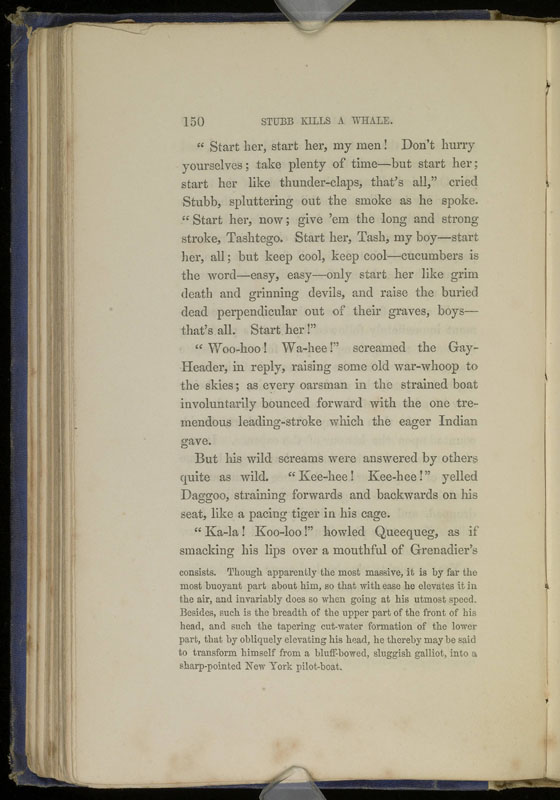 150 STUBB KILLS A WHALE.
“ Start her, start her, my men! Don’t hurry
yourselves; take plenty of time—but start her;
start her like thunder-claps, that’s all,” cried
Stubb, spluttering out the smoke as he spoke.
“ Start her, now; give ’em the long and strong
stroke, Tashtego. Start her, Tash, my boy—start
her, all; but keep cool, keep cool—cucumbers is
the word—easy, easy—only start her like grim
death and grinning devils, and raise the buried
dead perpendicular out of their graves, boys—
that’s all. Start her!”
“ Woo-hoo! Wa-hee!” screamed the Gay-
Header, in reply, raising some old war-whoop to
the skies; as every oarsman in the strained boat
involuntarily bounced forward with the one tre-
mendous leading-stroke which the eager Indian
gave.
But his wild screams were answered by others
quite as wild. “ Kee-hee! Kee-hee!” yelled
Daggoo, straining forwards and backwards on his
seat, like a pacing tiger in his cage.
“ Ka-la! Koo-loo!” howled Queequeg, as if
smacking his lips over a mouthful of Grenadier’s
consists. Though apparently the most massive, it is by far the
most buoyant part about him, so that with ease he elevates it in
the air, and invariably does so when going at his utmost speed.
Besides, such is the breadth of the upper part of the front of his
head, and such the tapering cut-water formation of the lower
part, that by obliquely elevating his head, he thereby may be said
to transform himself from a bluff-bowed, sluggish galliot, into a
sharp-pointed New York pilot-boat.